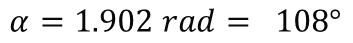 α = 1.902 rad = 108°